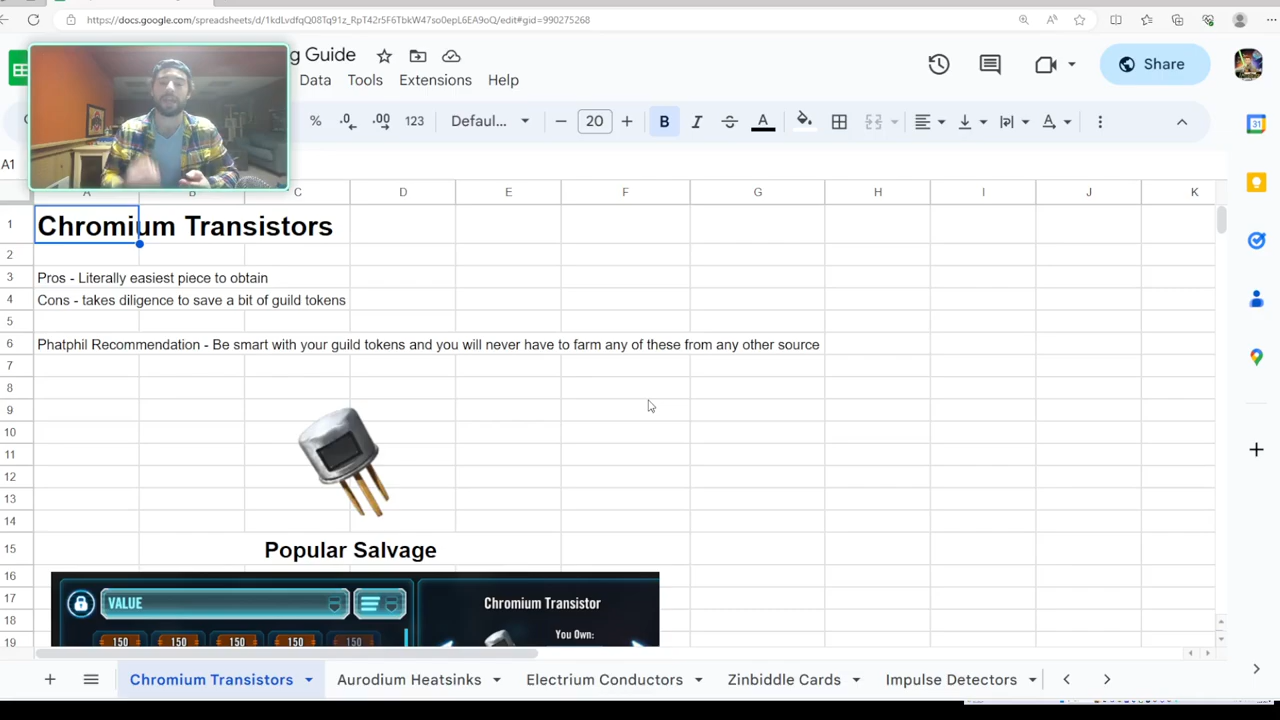 https://docs.google.com/spreadsheets/d/1kdLvdfqQ08Tq91z_RpT42r5F6TbkW47so0epL6EA9oQ/edit#gid=990275268
g Guide
Share
Data Tools Extensions Help
% .0 .00 123 Defaul... 20 B I A
A1
A B C D E F G H I J K
1 Chromium Transistors
2
3 Pros - Literally easiest piece to obtain
4 Cons - takes diligence to save a bit of guild tokens
5
6 Phatphil Recommendation - Be smart with your guild tokens and you will never have to farm any of these from any other source
7
8
9
10
11
12
13
14
15 Popular Salvage
16
17 VALUE Chromium Transistor
18 You Own:
19 150 150 150 150 150
Chromium Transistors Aurodium Heatsinks Electrium Conductors Zinbiddle Cards Impulse Detectors